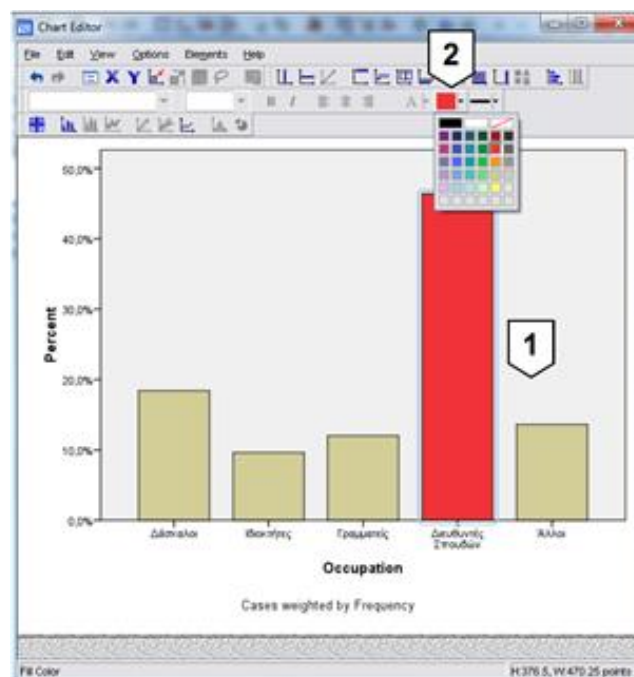 Chart Editor
File Edit View Options Elements Help
2
1
50,0%
40,0%
30,0%
20,0%
10,0%
0,0%
Percent
Δάσκαλοι Ιδιοκτήτες Γραμματείς Διευθυντές Άλλοι
Σπουδών
Occupation
Cases weighted by Frequency
Fill Color H:376.5, W:470.25 points